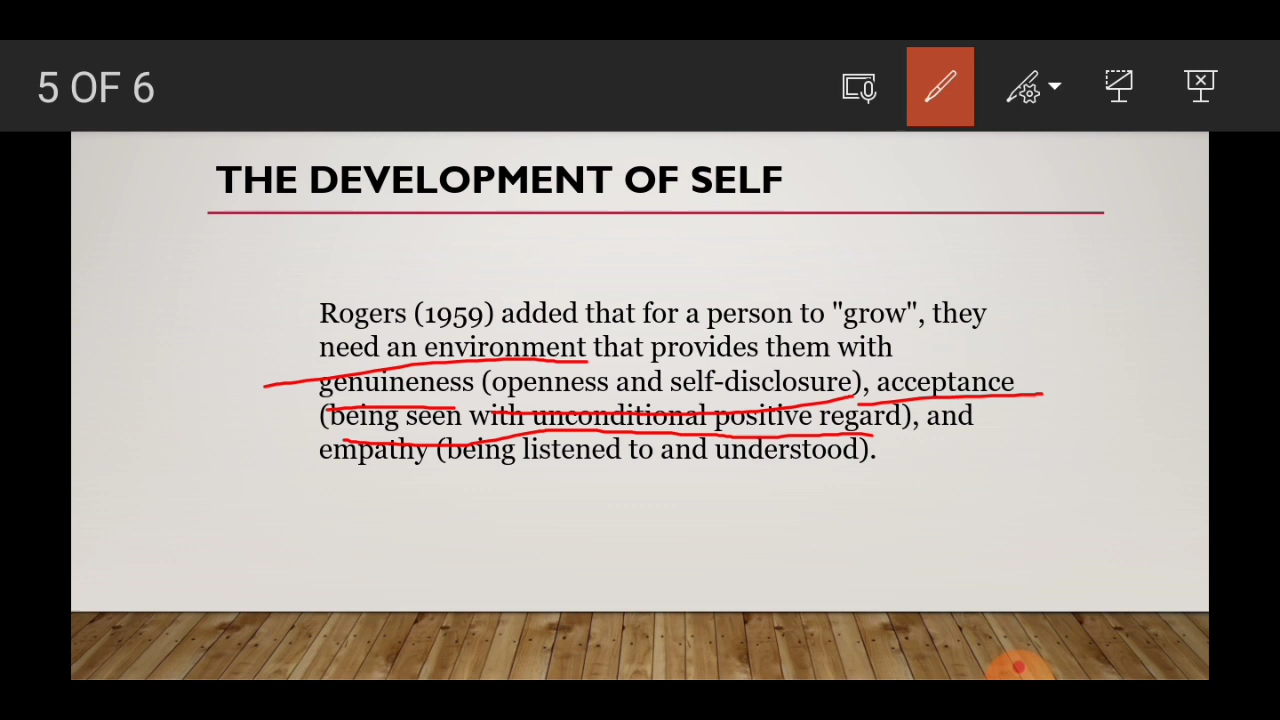 5 OF 6
THE DEVELOPMENT OF SELF
Rogers (1959) added that for a person to "grow", they
need an environment that provides them with
genuineness (openness and self-disclosure), acceptance
(being seen with unconditional positive regard), and
empathy (being listened to and understood).